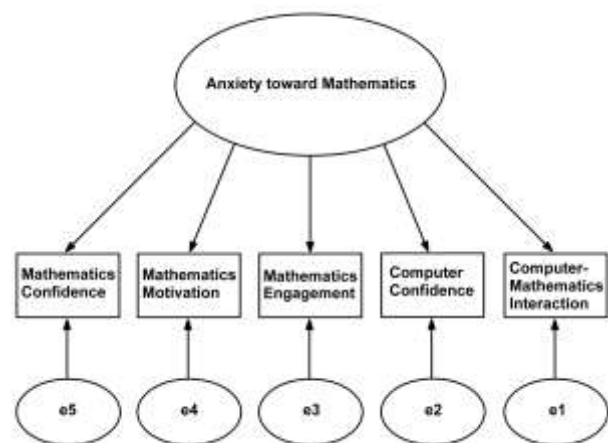 Anxiety toward Mathematics
Mathematics
Confidence
Mathematics
Motivation
Mathematics
Engagement
Computer
Confidence
Computer-
Mathematics
Interaction
e5
e4
e3
e2
e1